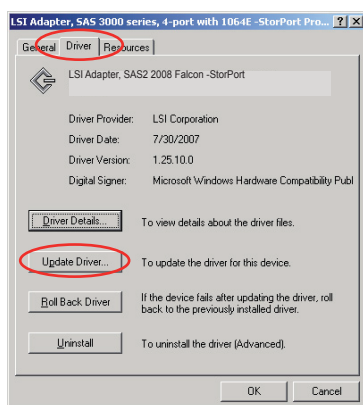 LSI Adapter, SAS 3000 series, 4-port with 1064E -StorPort Pro...
General Driver Resources
LSI Adapter, SAS2 2008 Falcon -StorPort
Driver Provider: LSI Corporation
Driver Date: 7/30/2007
Driver Version: 1.25.10.0
Digital Signer: Microsoft Windows Hardware Compatibility Publ
Driver Details... To view details about the driver files.
Update Driver... To update the driver for this device.
Roll Back Driver If the device fails after updating the driver, roll
back to the previously installed driver.
Uninstall To uninstall the driver (Advanced).
OK Cancel